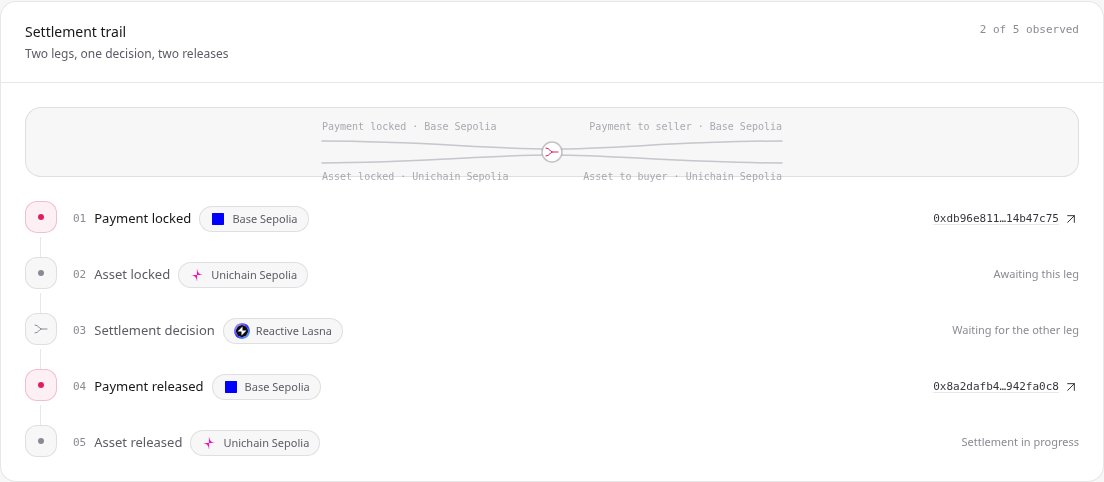 Settlement trail
2 of 5 observed
Two legs, one decision, two releases
Payment locked · Base Sepolia
Payment to seller · Base Sepolia
Asset locked · Unichain Sepolia
Asset to buyer · Unichain Sepolia
01 Payment locked Base Sepolia 0xdb96e811…14b47c75
02 Asset locked Unichain Sepolia Awaiting this leg
03 Settlement decision Reactive Lasna Waiting for the other leg
04 Payment released Base Sepolia 0x8a2dafb4…942fa0c8
05 Asset released Unichain Sepolia Settlement in progress